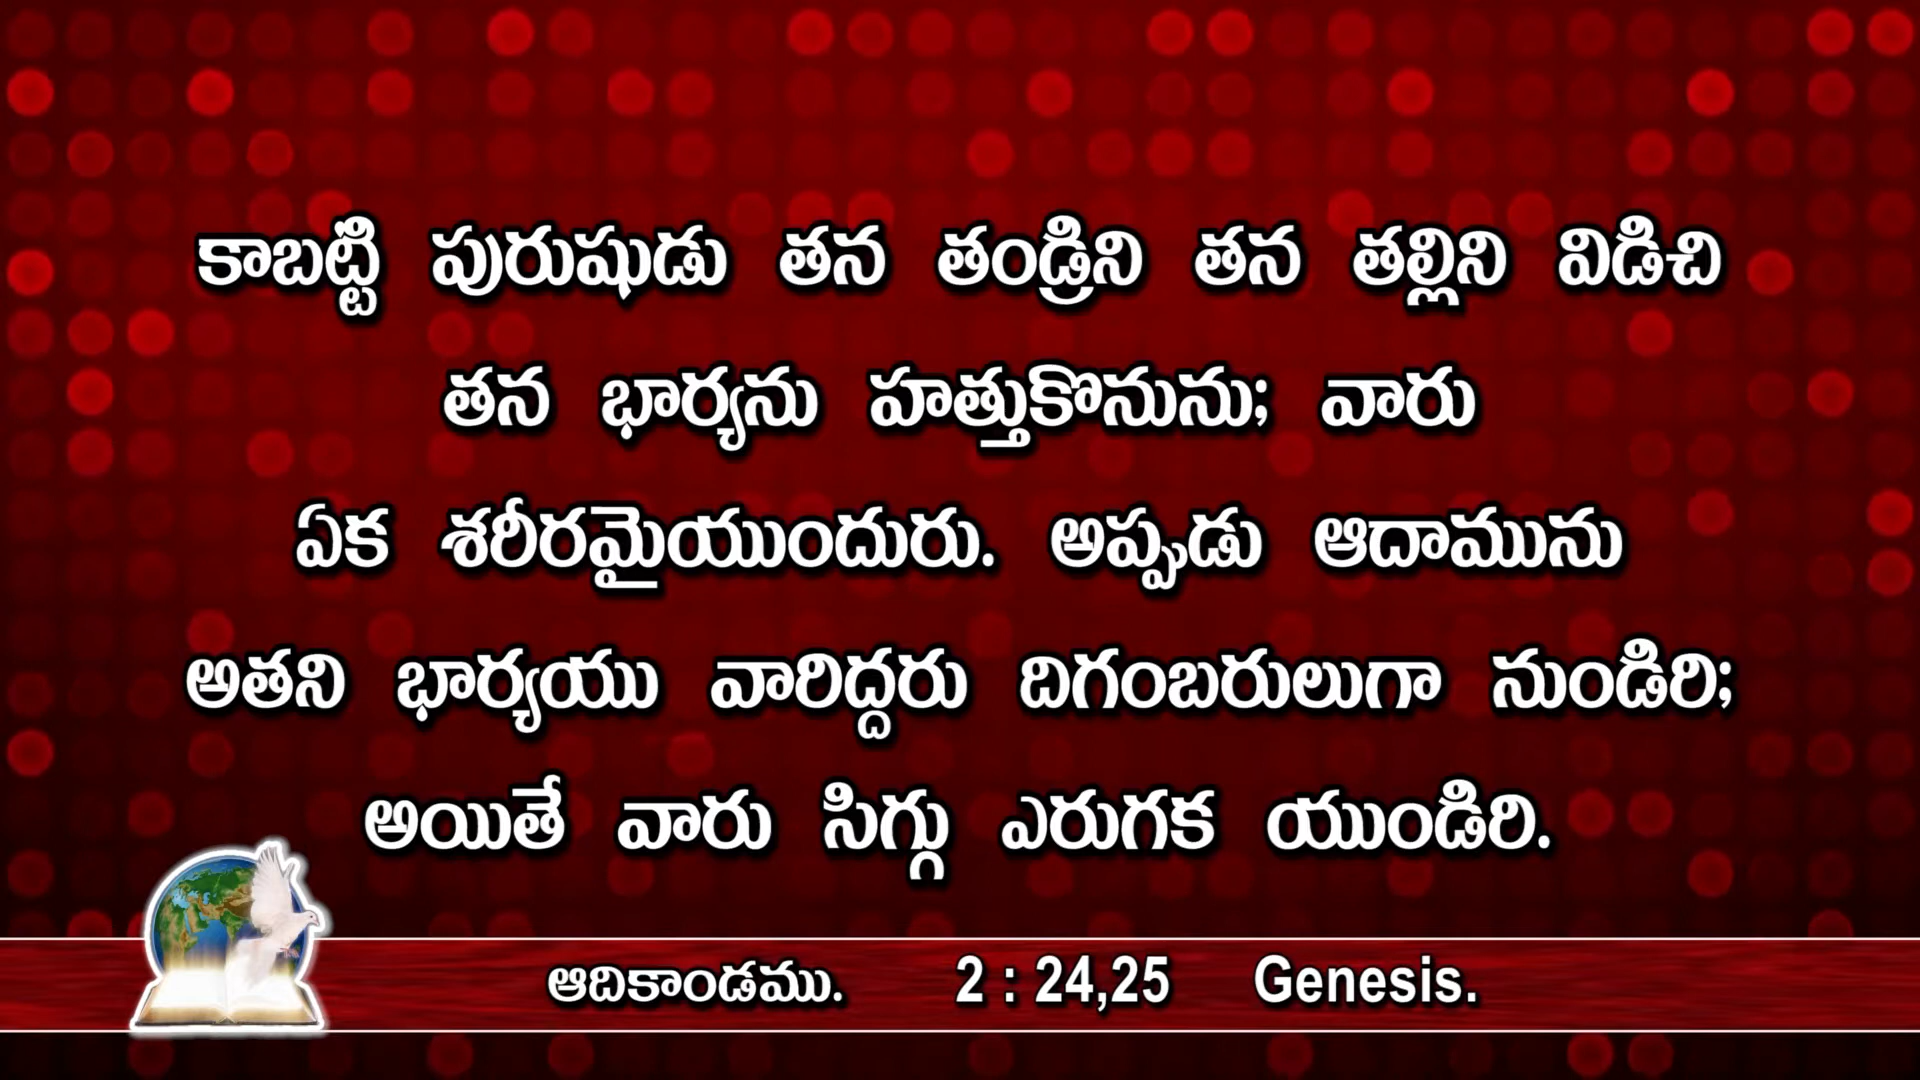 కాబట్టి పురుషుడు తన తండ్రిని తన తల్లిని విడిచి
తన భార్యను హత్తుకొనును; వారు
ఏక శరీరమైయుందురు. అప్పుడు ఆదామును
అతని భార్యయు వారిద్దరు దిగంబరులుగా నుండిరి;
అయితే వారు సిగ్గు ఎరుగక యుండిరి.
ఆదికాండము. 2 : 24,25 Genesis.